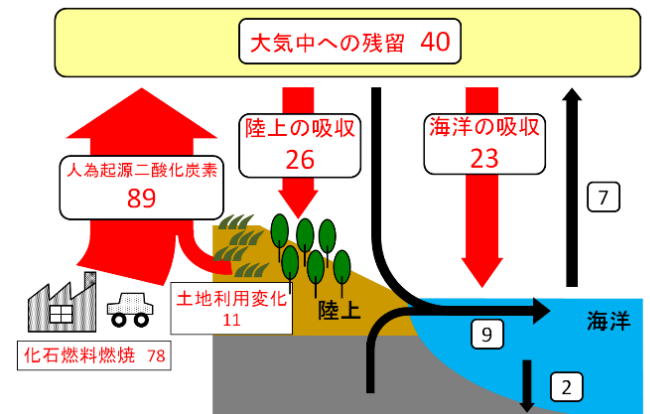 大気中への残留 40
人為起源二酸化炭素
89
陸上の吸収
26
海洋の吸収
23
7
土地利用変化
11
陸上
海洋
9
化石燃料燃焼 78
2